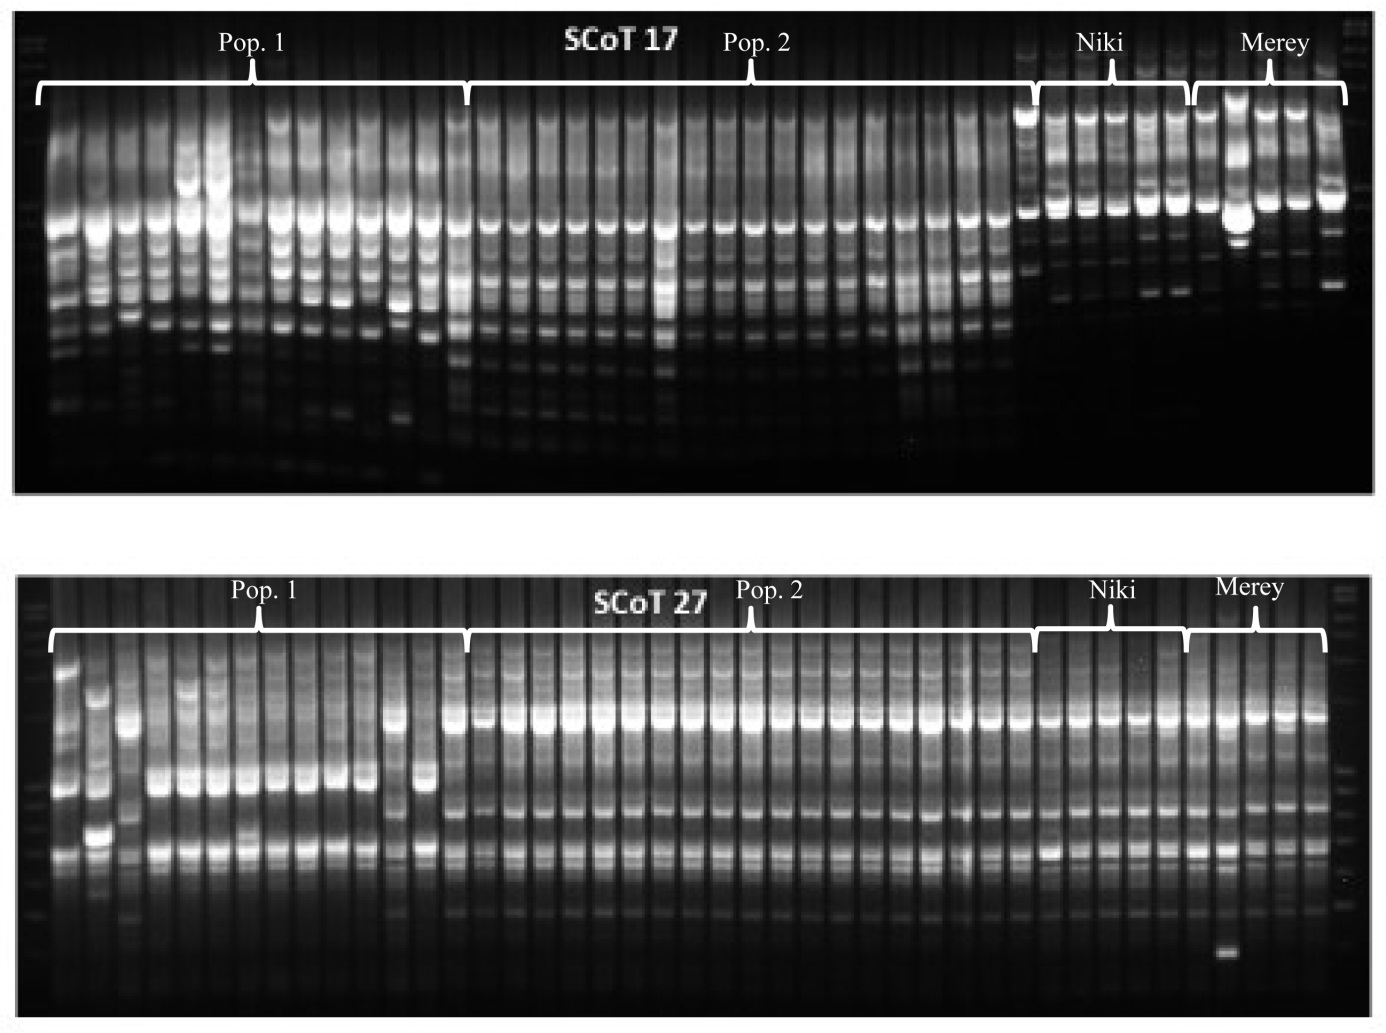 Pop. 1
SCoT 17
Pop. 2
Niki
Merey
Pop. 1
SCoT 27
Pop. 2
Niki
Merey